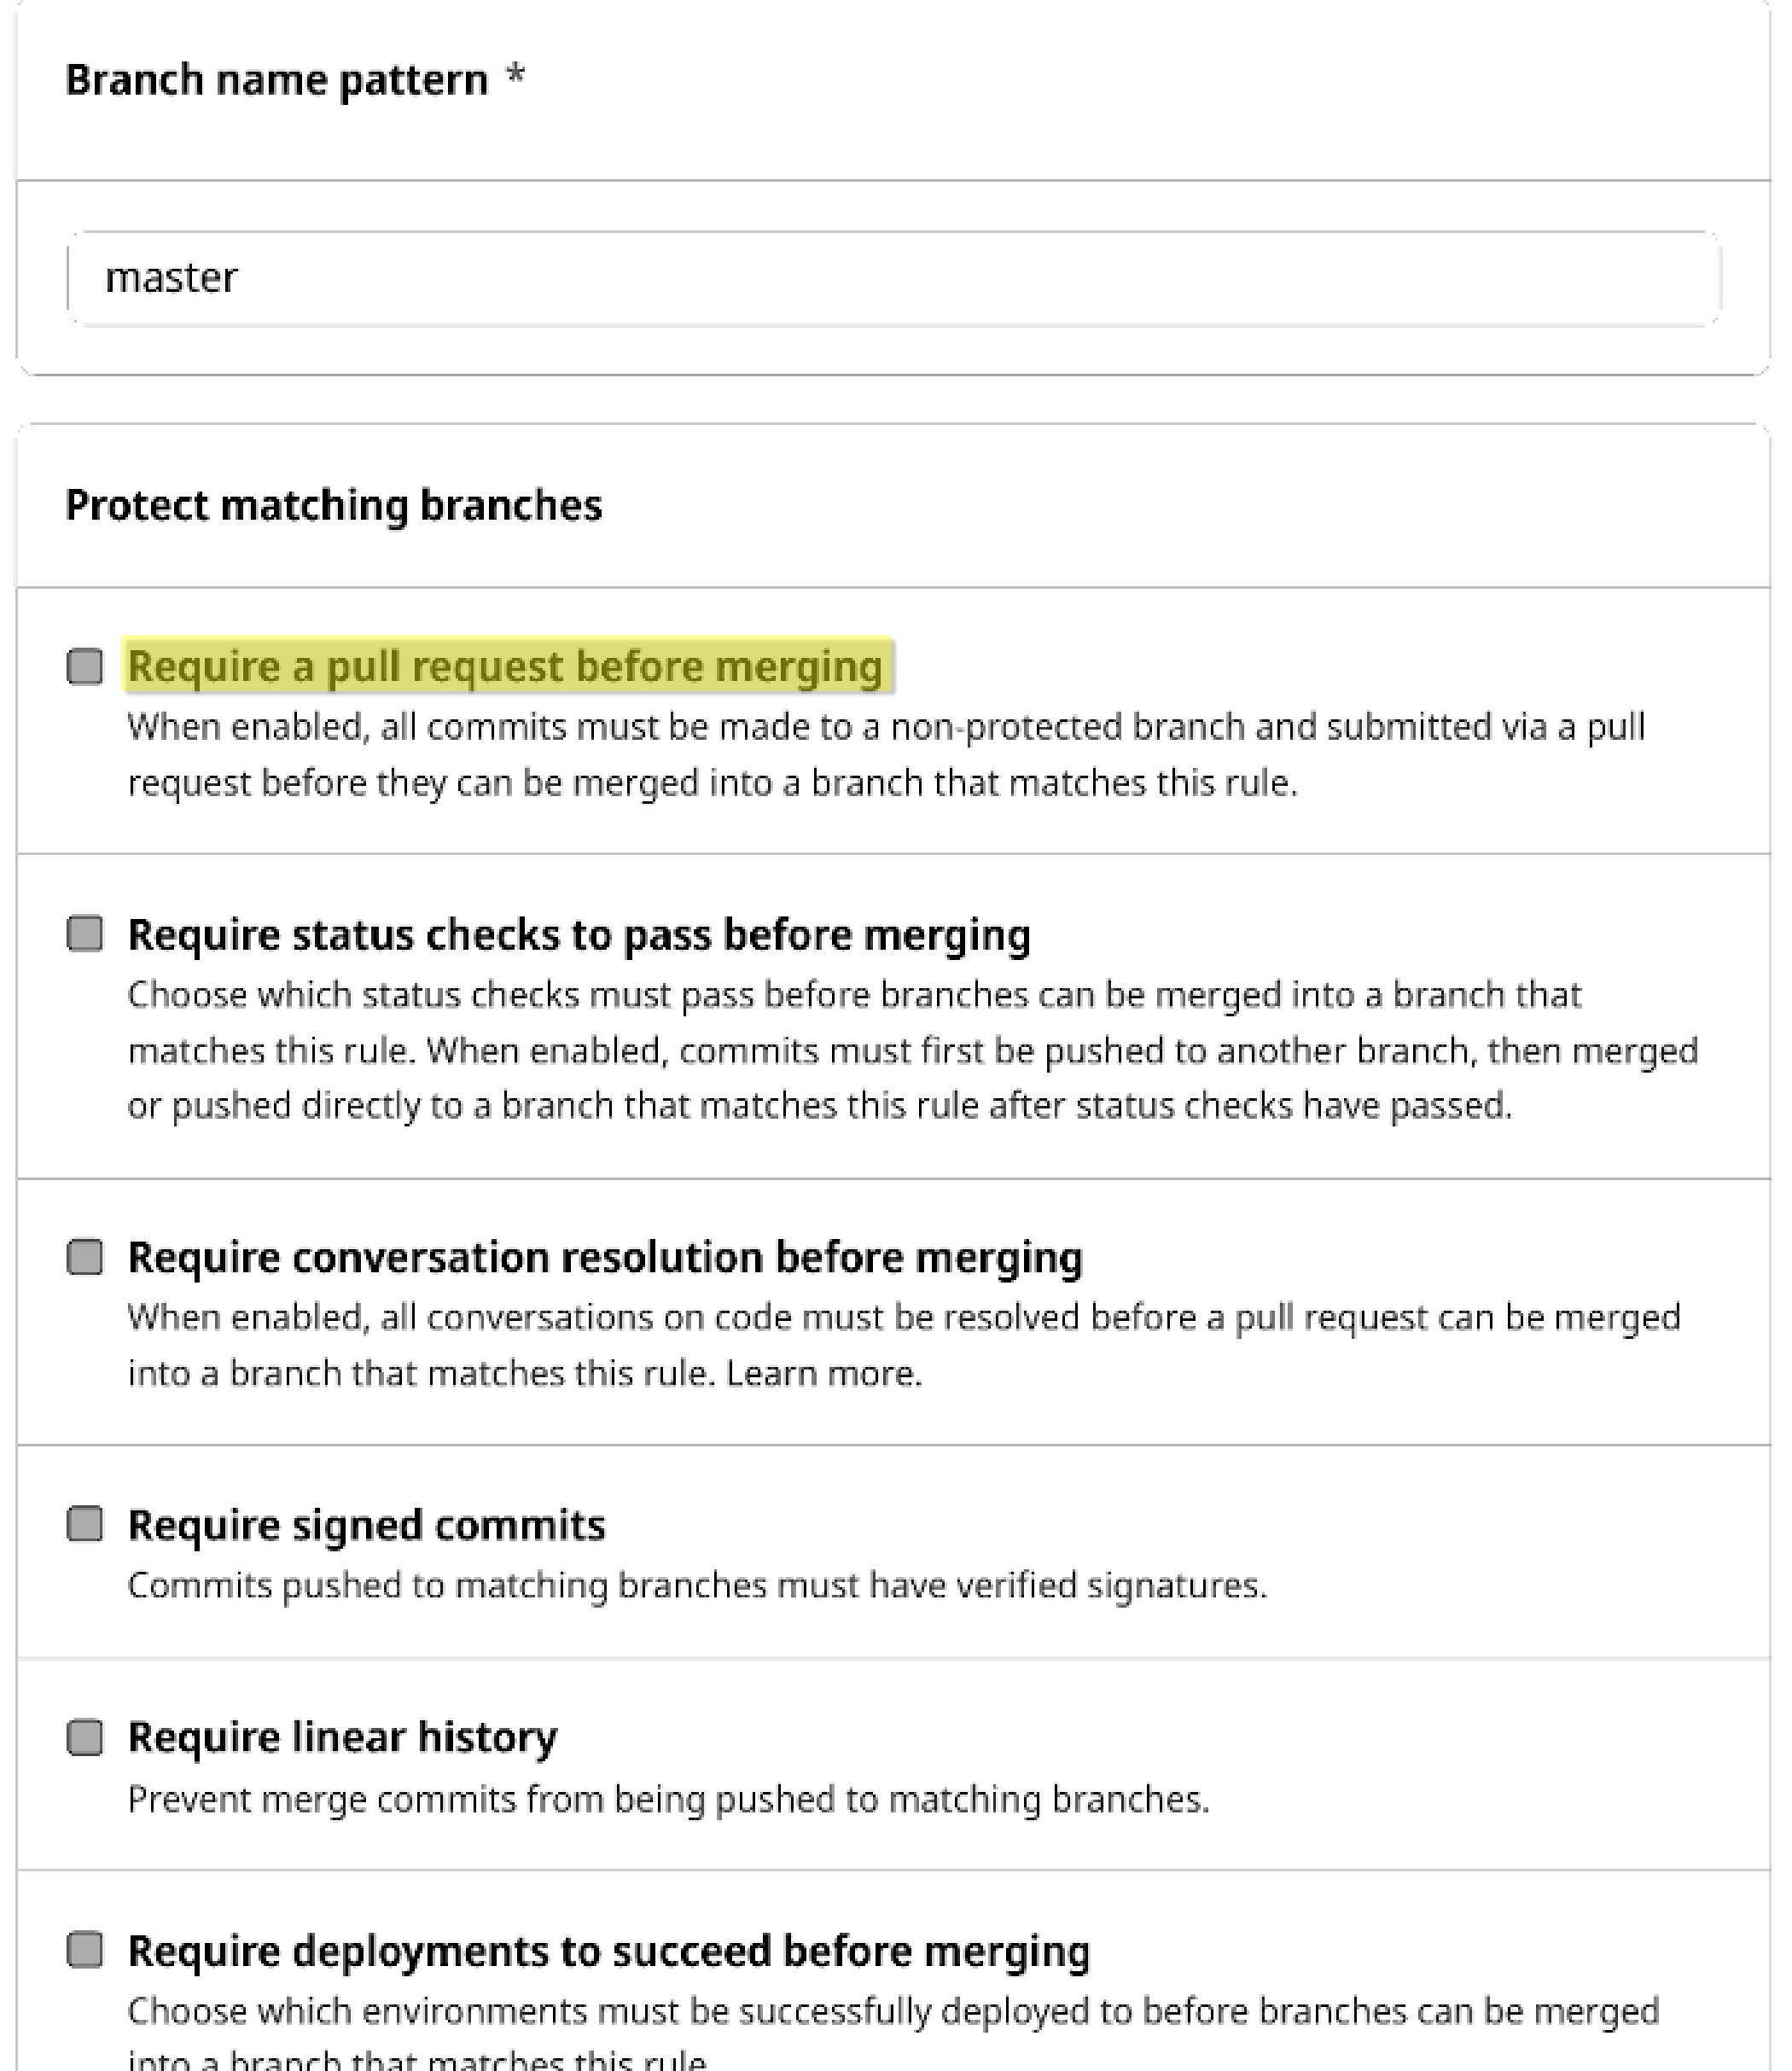 Branch name pattern *
master
Protect matching branches
Require a pull request before merging
When enabled, all commits must be made to a non-protected branch and submitted via a pull
request before they can be merged into a branch that matches this rule.
Require status checks to pass before merging
Choose which status checks must pass before branches can be merged into a branch that
matches this rule. When enabled, commits must first be pushed to another branch, then merged
or pushed directly to a branch that matches this rule after status checks have passed.
Require conversation resolution before merging
When enabled, all conversations on code must be resolved before a pull request can be merged
into a branch that matches this rule. Learn more.
Require signed commits
Commits pushed to matching branches must have verified signatures.
Require linear history
Prevent merge commits from being pushed to matching branches.
Require deployments to succeed before merging
Choose which environments must be successfully deployed to before branches can be merged
into a branch that matches this rule